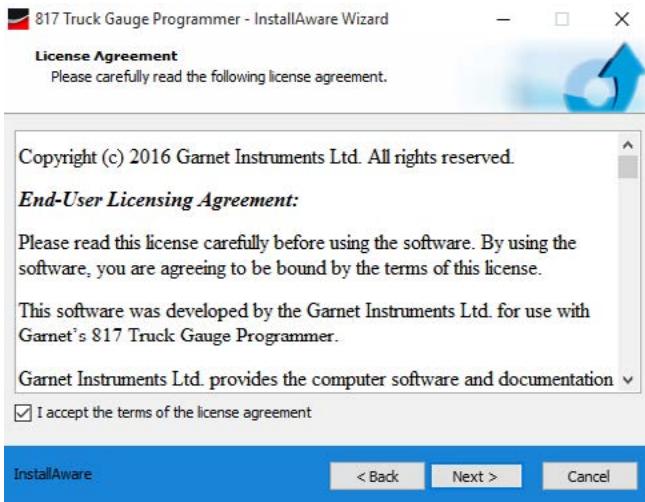 817 Truck Gauge Programmer - InstallAware Wizard
License Agreement
Please carefully read the following license agreement.
Copyright (c) 2016 Garnet Instruments Ltd. All rights reserved.
End-User Licensing Agreement:
Please read this license carefully before using the software. By using the
software, you are agreeing to be bound by the terms of this license.
This software was developed by the Garnet Instruments Ltd. for use with
Garnet's 817 Truck Gauge Programmer.
Garnet Instruments Ltd. provides the computer software and documentation
I accept the terms of the license agreement
InstallAware
< Back
Next >
Cancel